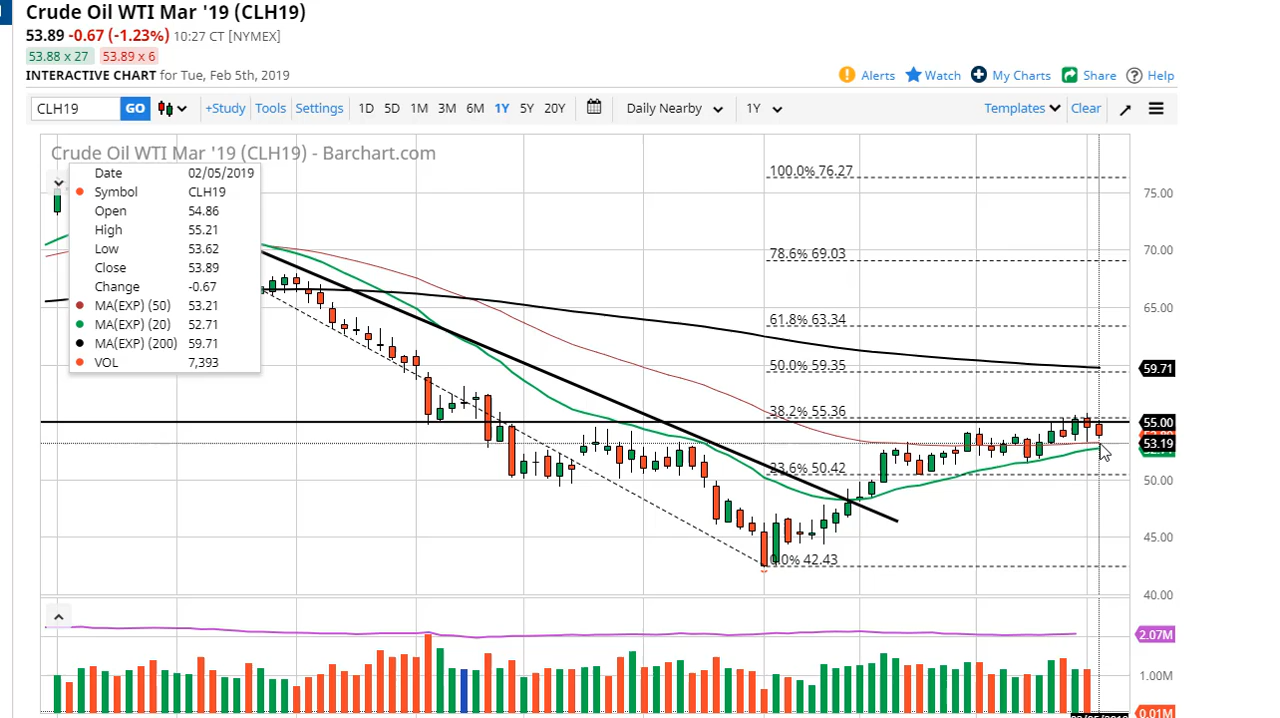 Crude Oil WTI Mar '19 (CLH19)
53.89 -0.67 (-1.23%) 10:27 CT [NYMEX]
53.88 x 27 53.89 x 6
INTERACTIVE CHART for Tue, Feb 5th, 2019
Alerts Watch My Charts Share Help
CLH19 GO +Study Tools Settings 1D 5D 1M 3M 6M 1Y 5Y 20Y Daily Nearby 1Y Templates Clear
Crude Oil WTI Mar '19 (CLH19) - Barchart.com
Date 02/05/2019
Symbol CLH19
Open 54.86
High 55.21
Low 53.62
Close 53.89
Change -0.67
MA(EXP) (50) 53.21
MA(EXP) (20) 52.71
MA(EXP) (200) 59.71
VOL 7,393
100.0% 76.27
78.6% 69.03
61.8% 63.34
50.0% 59.35
38.2% 55.36
23.6% 50.42
0.0% 42.43
75.00
70.00
65.00
59.71
55.00
53.19
50.00
45.00
40.00
2.07M
1.00M
0.01M